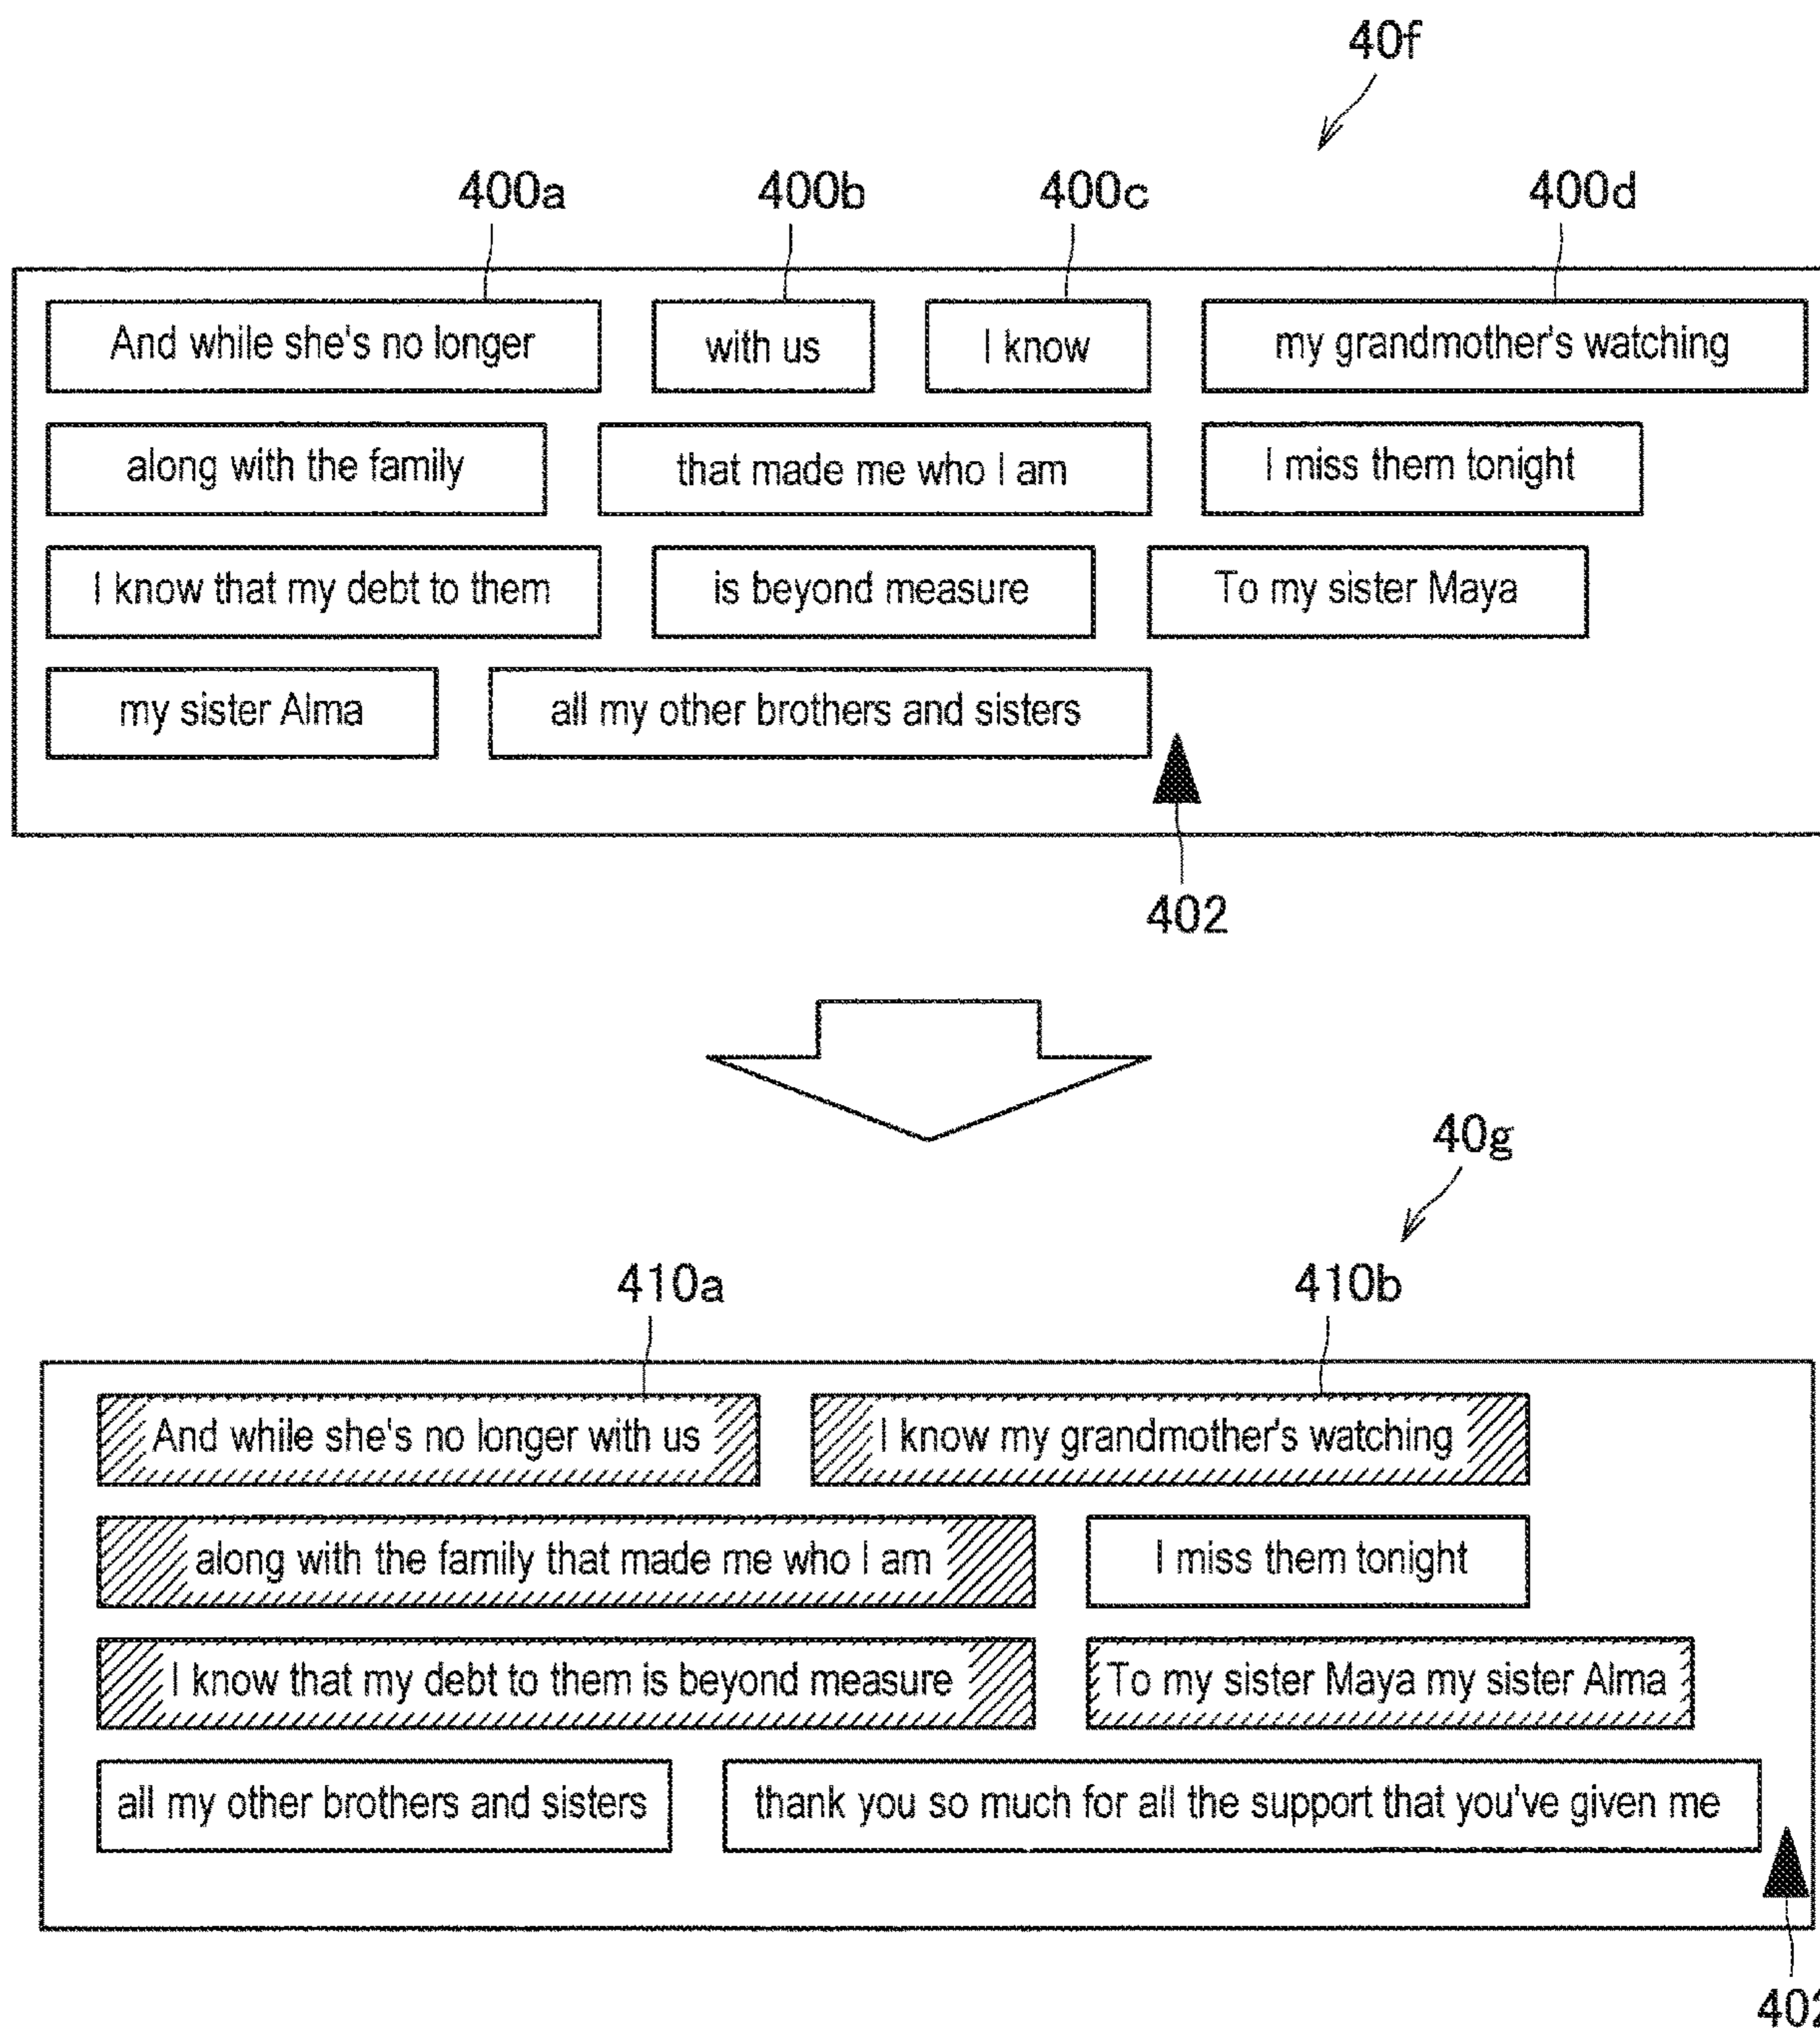 40f
400a 400b 400c 400d
And while she's no longer with us I know my grandmother's watching
along with the family that made me who I am I miss them tonight
I know that my debt to them is beyond measure To my sister Maya
my sister Alma all my other brothers and sisters
402
40g
410a 410b
And while she's no longer with us I know my grandmother's watching
along with the family that made me who I am I miss them tonight
I know that my debt to them is beyond measure To my sister Maya my sister Alma
all my other brothers and sisters thank you so much for all the support that you've given me
402